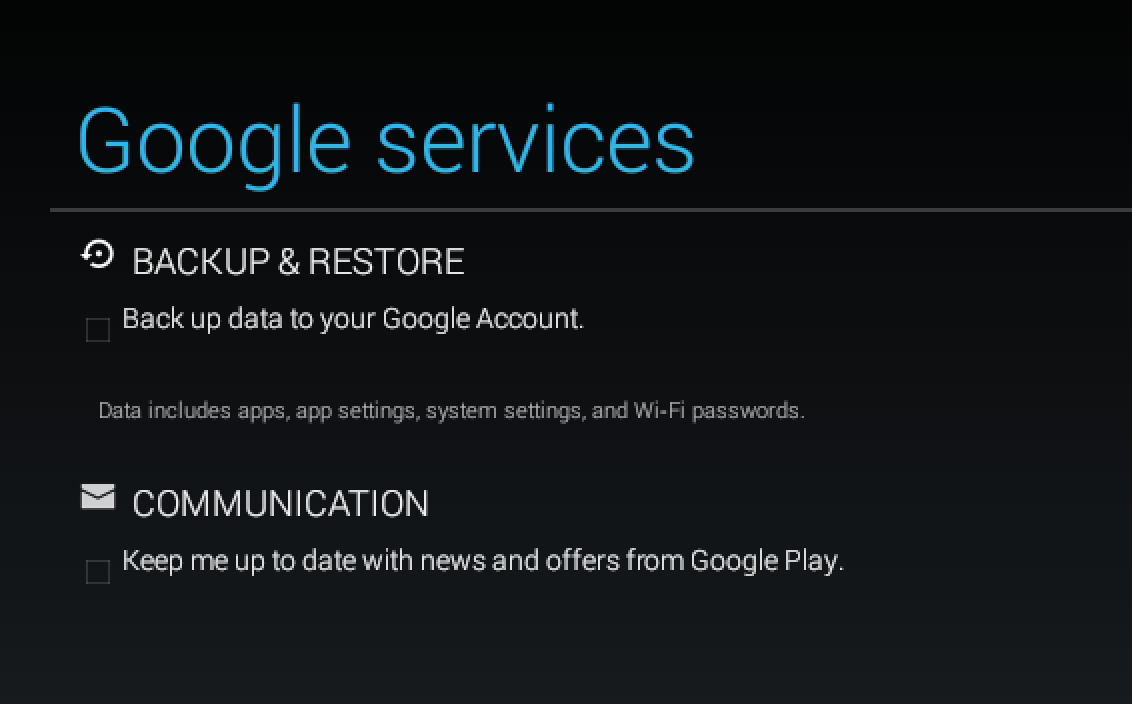 Google services
BACKUP & RESTORE
Back up data to your Google Account.
Data includes apps, app settings, system settings, and Wi-Fi passwords.
COMMUNICATION
Keep me up to date with news and offers from Google Play.